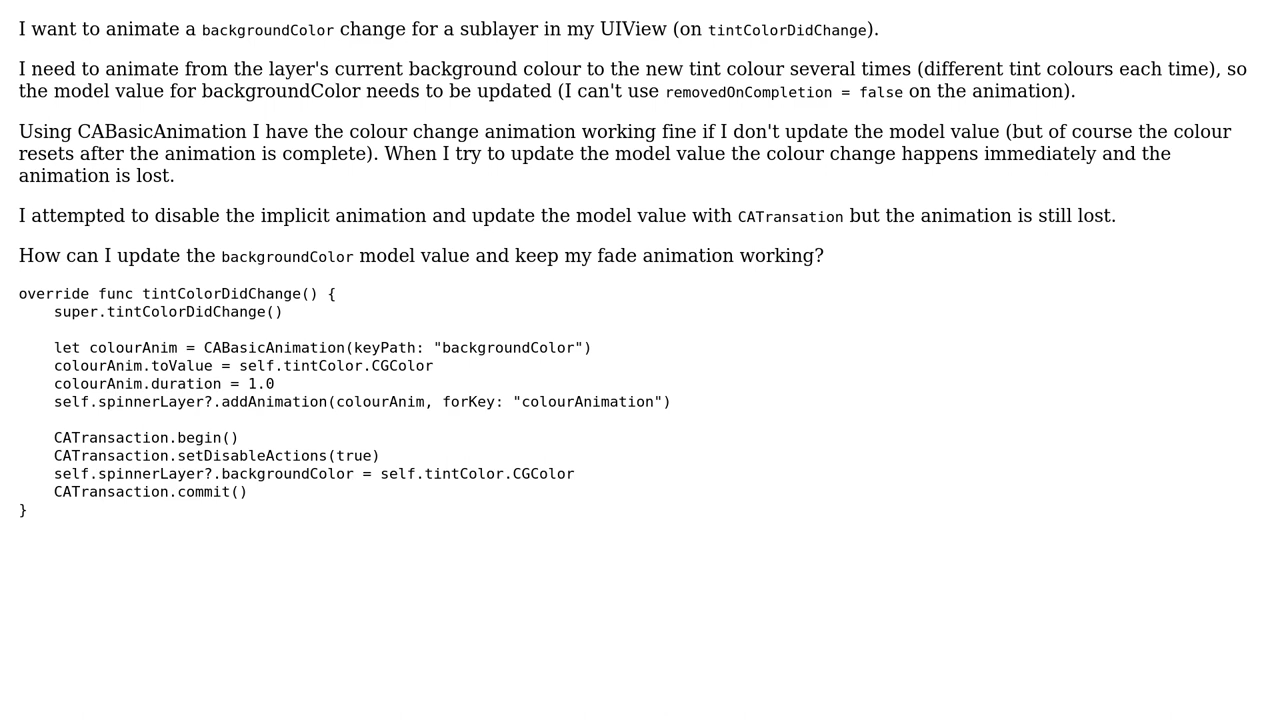 I want to animate a backgroundColor change for a sublayer in my UIView (on tintColorDidChange).
I need to animate from the layer's current background colour to the new tint colour several times (different tint colours each time), so
the model value for backgroundColor needs to be updated (I can't use removedOnCompletion = false on the animation).
Using CABasicAnimation I have the colour change animation working fine if I don't update the model value (but of course the colour
resets after the animation is complete). When I try to update the model value the colour change happens immediately and the
animation is lost.
I attempted to disable the implicit animation and update the model value with CATransation but the animation is still lost.
How can I update the backgroundColor model value and keep my fade animation working?
override func tintColorDidChange() {
    super.tintColorDidChange()

    let colourAnim = CABasicAnimation(keyPath: "backgroundColor")
    colourAnim.toValue = self.tintColor.CGColor
    colourAnim.duration = 1.0
    self.spinnerLayer?.addAnimation(colourAnim, forKey: "colourAnimation")

    CATransaction.begin()
    CATransaction.setDisableActions(true)
    self.spinnerLayer?.backgroundColor = self.tintColor.CGColor
    CATransaction.commit()
}